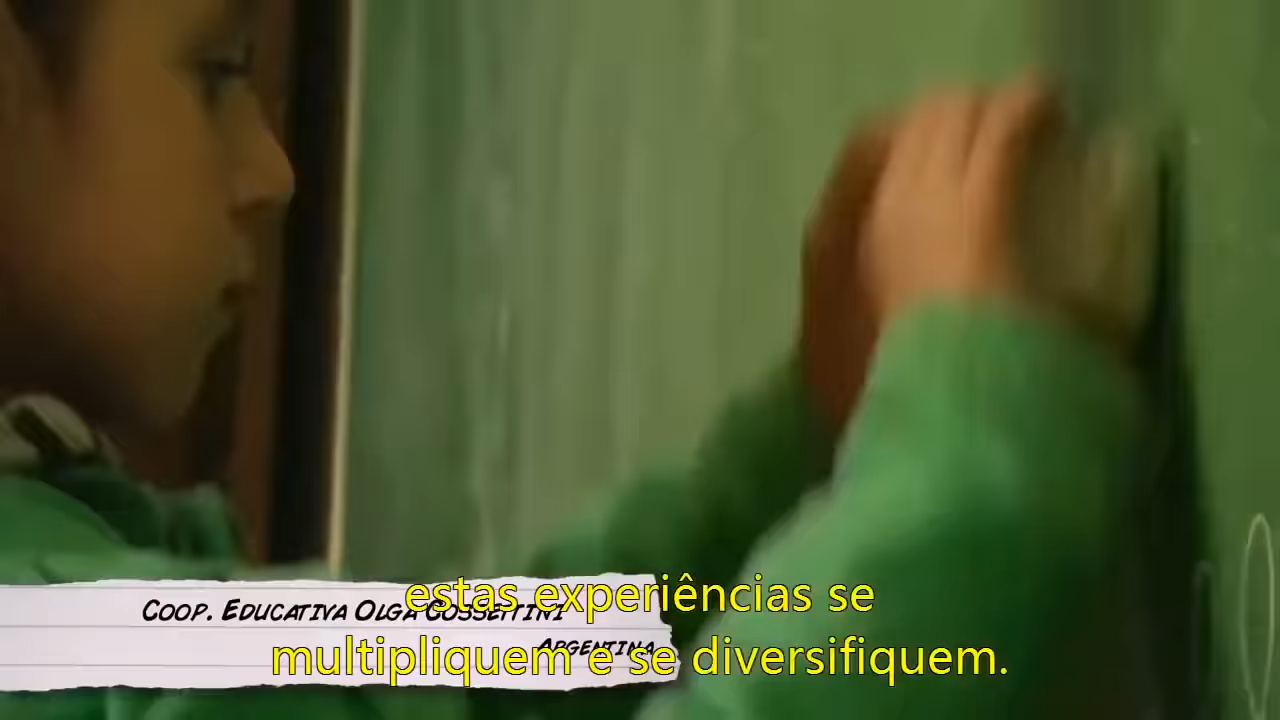 COOP. EDUCATIVA OLGA COSSETTINI
ARGENTINA
estas experiências se
multipliquem e se diversifiquem.